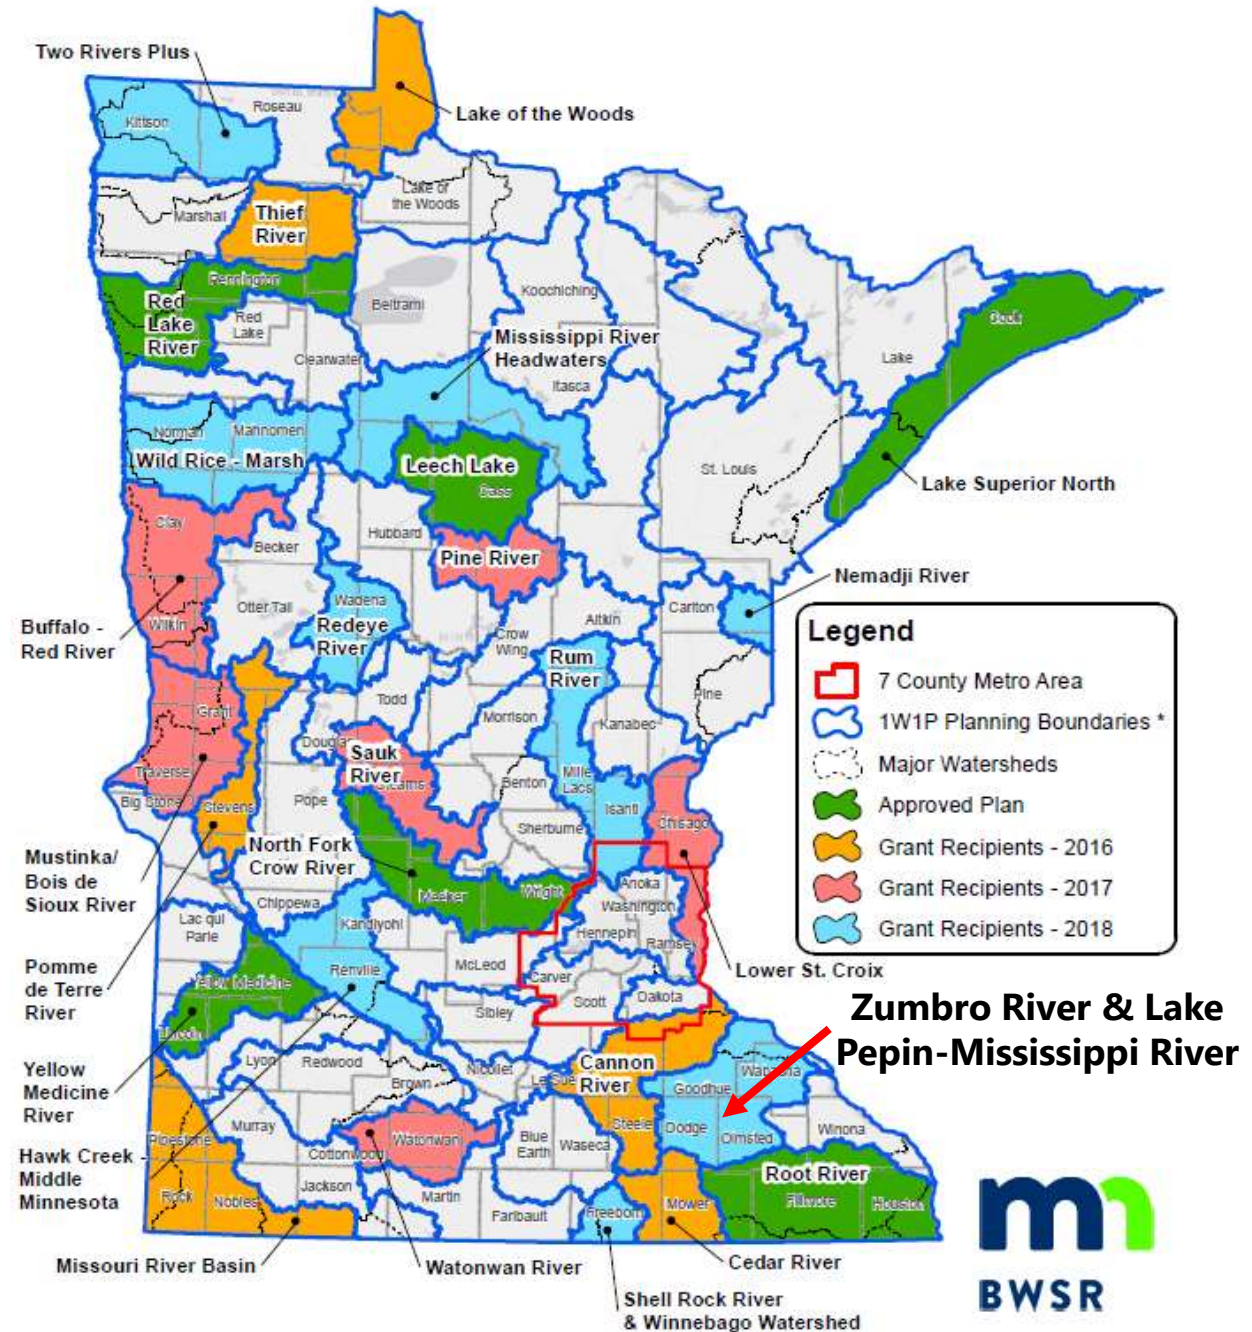 Two Rivers Plus
Roseau
Kittson
Lake of the Woods
Lake of
the Woods
Marshall
Thief
River
Pennington
Red
Lake
River
Red
Lake
Beltrami
Koochiching
Cook
Clearwater
Mississippi River
Headwaters
Itasca
Lake
Norman
Mahnomen
Wild Rice - Marsh
Leech Lake
Cass
St. Louis
Lake Superior North
Clay
Becker
Hubbard
Pine River
Nemadji River
Otter Tail
Wadena
Redeye
River
Wilkin
Buffalo -
Red River
Crow
Wing
Aitkin
Carlton
Rum
River
Pine
Legend
7 County Metro Area
1W1P Planning Boundaries *
Major Watersheds
Approved Plan
Grant Recipients - 2016
Grant Recipients - 2017
Grant Recipients - 2018
Grant
Todd
Morrison
Kanabec
Douglas
Sauk
River
Stearns
Traverse
Big Stone
Stevens
Pope
Benton
Mille
Lacs
Isanti
Sherburne
Chisago
Mustinka/
Bois de
Sioux River
North Fork
Crow River
Meeker
Wright
Anoka
Washington
Hennepin
Ramsey
Chippewa
Kandiyohi
Lac qui
Parle
McLeod
Carver
Scott
Dakota
Lower St. Croix
Pomme
de Terre
River
Yellow Medicine
Renville
Sibley
Lincoln
Zumbro River & Lake
Pepin-Mississippi River
Yellow
Medicine
River
Lyon
Redwood
Brown
Nicollet
Le Sueur
Cannon
River
Goodhue
Wabasha
Hawk Creek -
Middle
Minnesota
Pipestone
Murray
Cottonwood
Watonwan
Blue
Earth
Waseca
Steele
Dodge
Olmsted
Winona
Root River
Rock
Nobles
Jackson
Martin
Faribault
Freeborn
Mower
Fillmore
Houston
Missouri River Basin
Watonwan River
Cedar River
Shell Rock River
& Winnebago Watershed
mn
BWSR